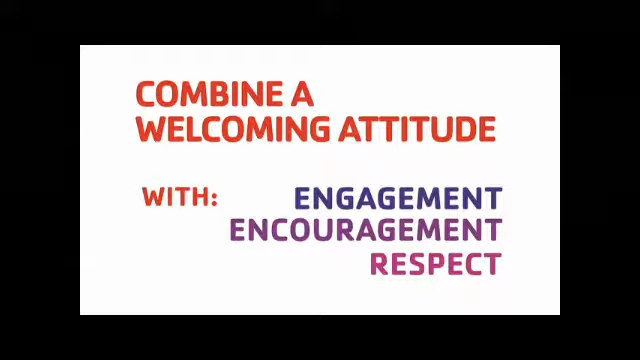 COMBINE A
WELCOMING ATTITUDE
WITH: ENGAGEMENT
ENCOURAGEMENT
RESPECT